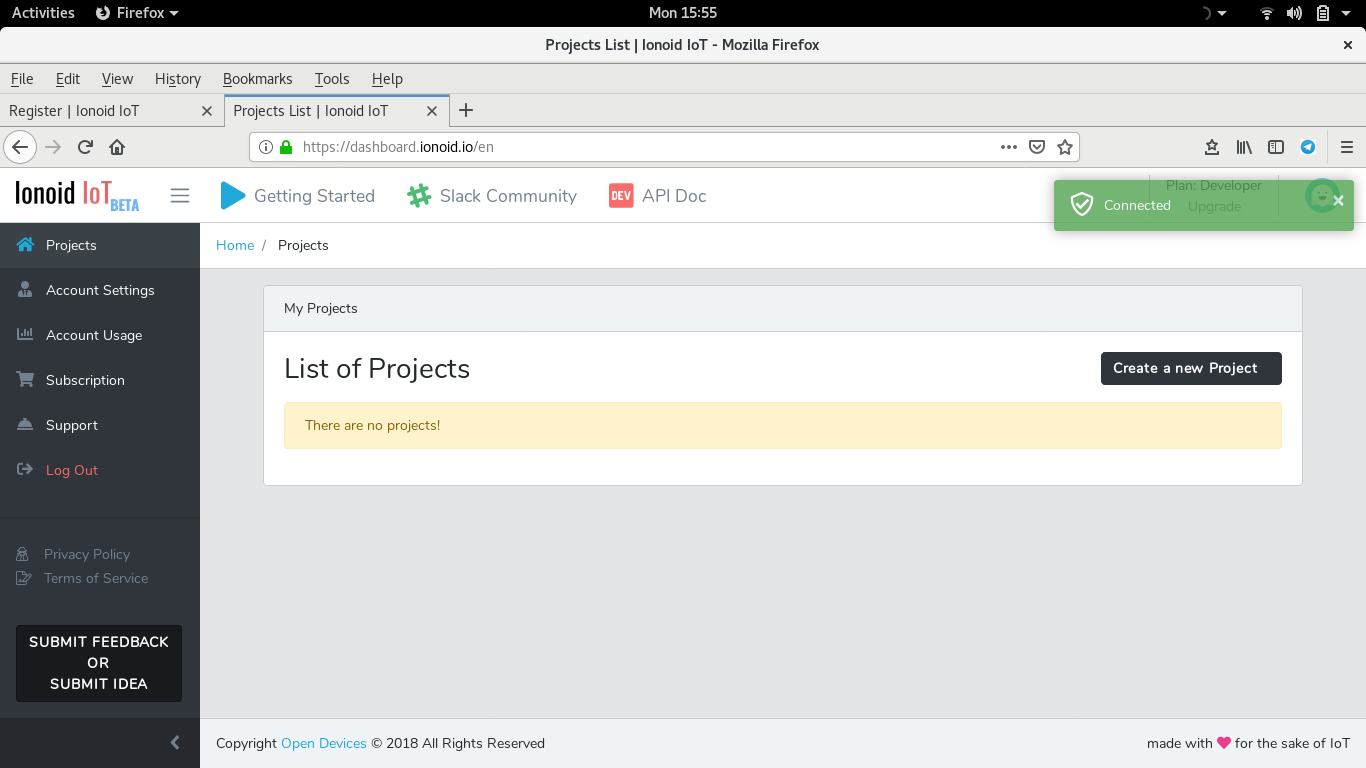 Activities Firefox Mon 15:55
Projects List | Ionoid IoT - Mozilla Firefox
File Edit View History Bookmarks Tools Help
Register | Ionoid IoT Projects List | Ionoid IoT
https://dashboard.ionoid.io/en
Ionoid IoT BETA
Getting Started Slack Community DEV API Doc
Plan: Developer
Upgrade
Connected
Projects
Account Settings
Account Usage
Subscription
Support
Log Out
Privacy Policy
Terms of Service
SUBMIT FEEDBACK
OR
SUBMIT IDEA
Home / Projects
My Projects
List of Projects
Create a new Project
There are no projects!
Copyright Open Devices © 2018 All Rights Reserved
made with ❤ for the sake of IoT